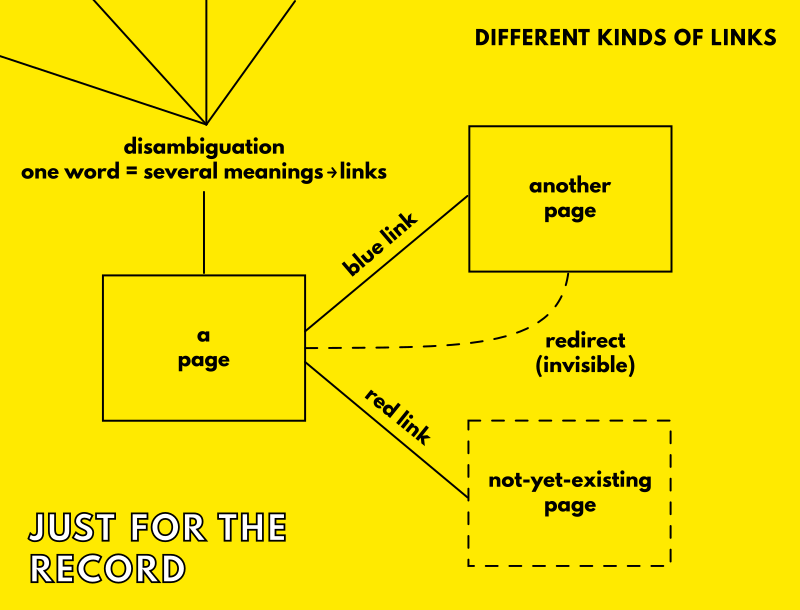 DIFFERENT KINDS OF LINKS
disambiguation
one word = several meanings→links
another
page
blue link
a
page
redirect
(invisible)
red link
not-yet-existing
page
JUST FOR THE
RECORD